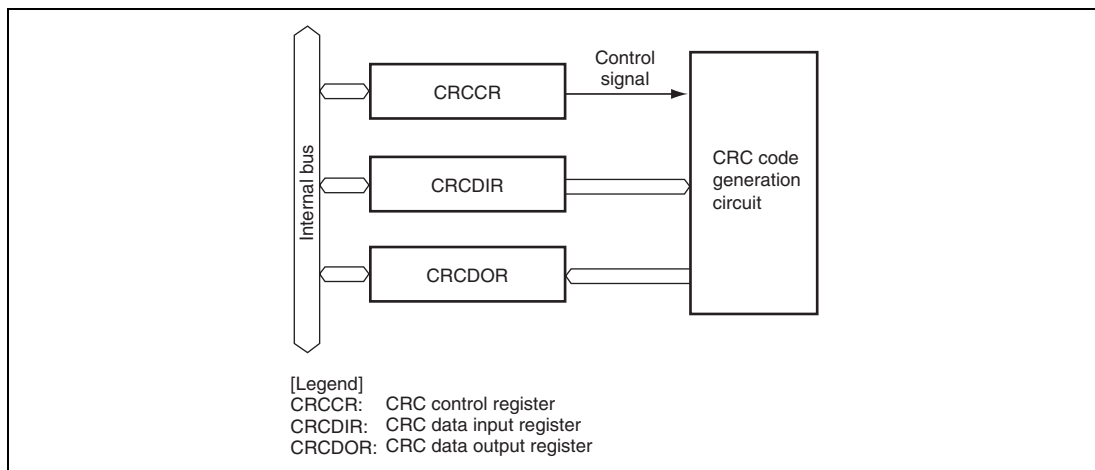 Control
signal
CRCCR
CRCDIR
CRCDOR
Internal bus
CRC code
generation
circuit
[Legend]
CRCCR: CRC control register
CRCDIR: CRC data input register
CRCDOR: CRC data output register